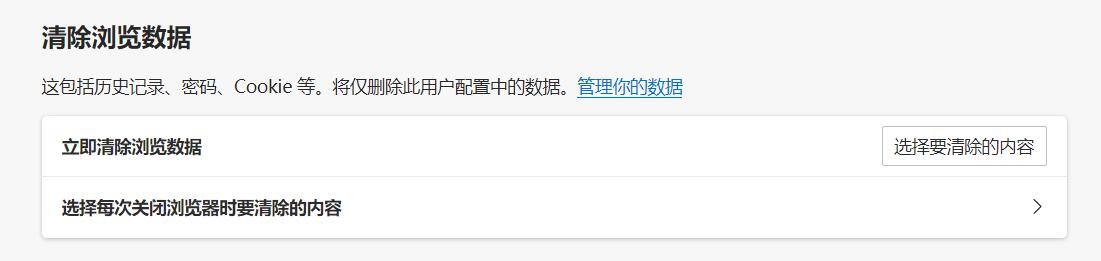 清除浏览数据
这包括历史记录、密码、Cookie 等。将仅删除此用户配置中的数据。管理你的数据
立即清除浏览数据
选择要清除的内容
选择每次关闭浏览器时要清除的内容